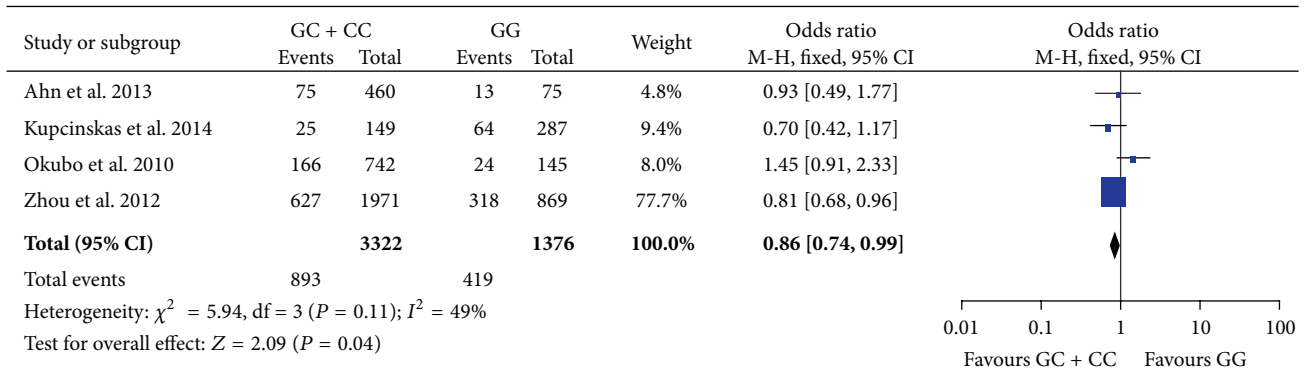 Study or subgroup GC + CC GG Weight Odds ratio Odds ratio
Events Total Events Total M-H, fixed, 95% CI M-H, fixed, 95% CI
Ahn et al. 2013 75 460 13 75 4.8% 0.93 [0.49, 1.77]
Kupcinskas et al. 2014 25 149 64 287 9.4% 0.70 [0.42, 1.17]
Okubo et al. 2010 166 742 24 145 8.0% 1.45 [0.91, 2.33]
Zhou et al. 2012 627 1971 318 869 77.7% 0.81 [0.68, 0.96]
Total (95% CI) 3322 1376 100.0% 0.86 [0.74, 0.99]
Total events 893 419
Heterogeneity: χ² = 5.94, df = 3 (P = 0.11); I² = 49%
Test for overall effect: Z = 2.09 (P = 0.04)
0.01 0.1 1 10 100
Favours GC + CC Favours GG